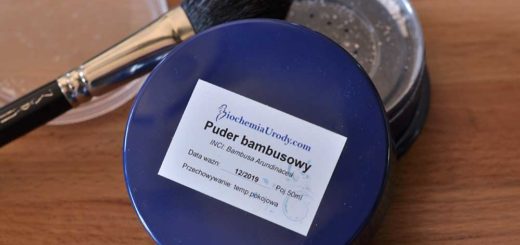 BiochemiaUrody.com
Puder bambusowy
INCI: Bambusa Arundinacea
Data ważn: 12/2019 Poj 50ml
Przechowywanie: temp.pokojowa